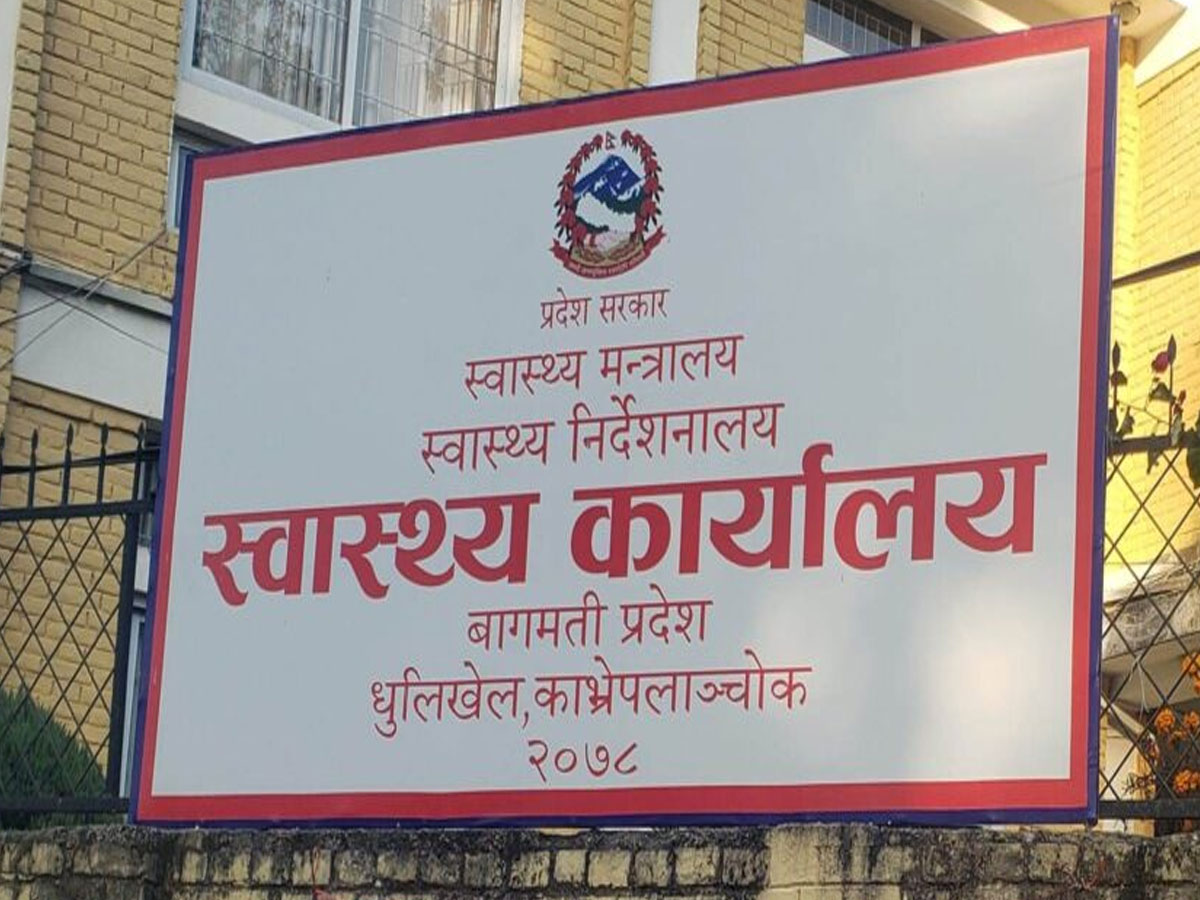 प्रदेश सरकार
स्वास्थ्य मन्त्रालय
स्वास्थ्य निर्देशनालय
स्वास्थ्य कार्यालय
बागमती प्रदेश
धुलिखेल,काभ्रेपलाञ्चोक
२०७८